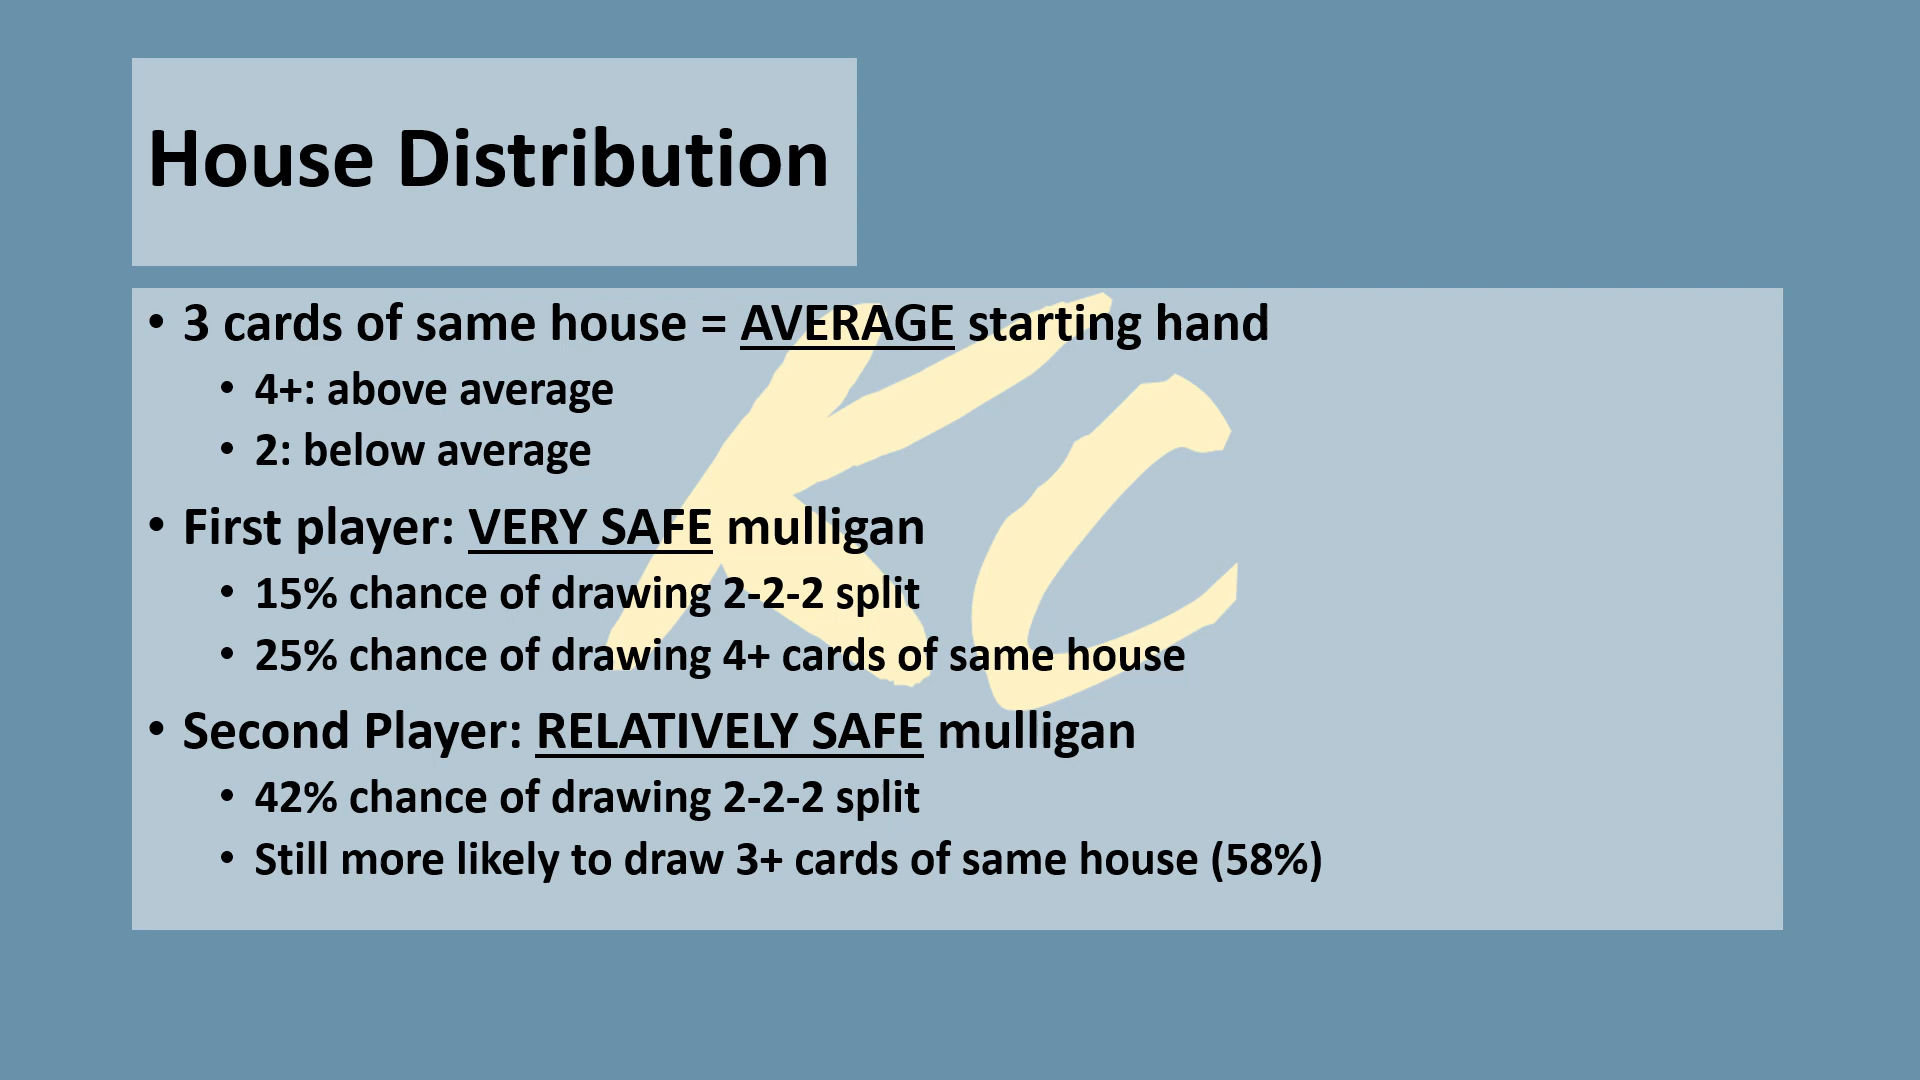 House Distribution
• 3 cards of same house = AVERAGE starting hand
• 4+: above average
• 2: below average
• First player: VERY SAFE mulligan
• 15% chance of drawing 2-2-2 split
• 25% chance of drawing 4+ cards of same house
• Second Player: RELATIVELY SAFE mulligan
• 42% chance of drawing 2-2-2 split
• Still more likely to draw 3+ cards of same house (58%)
KC